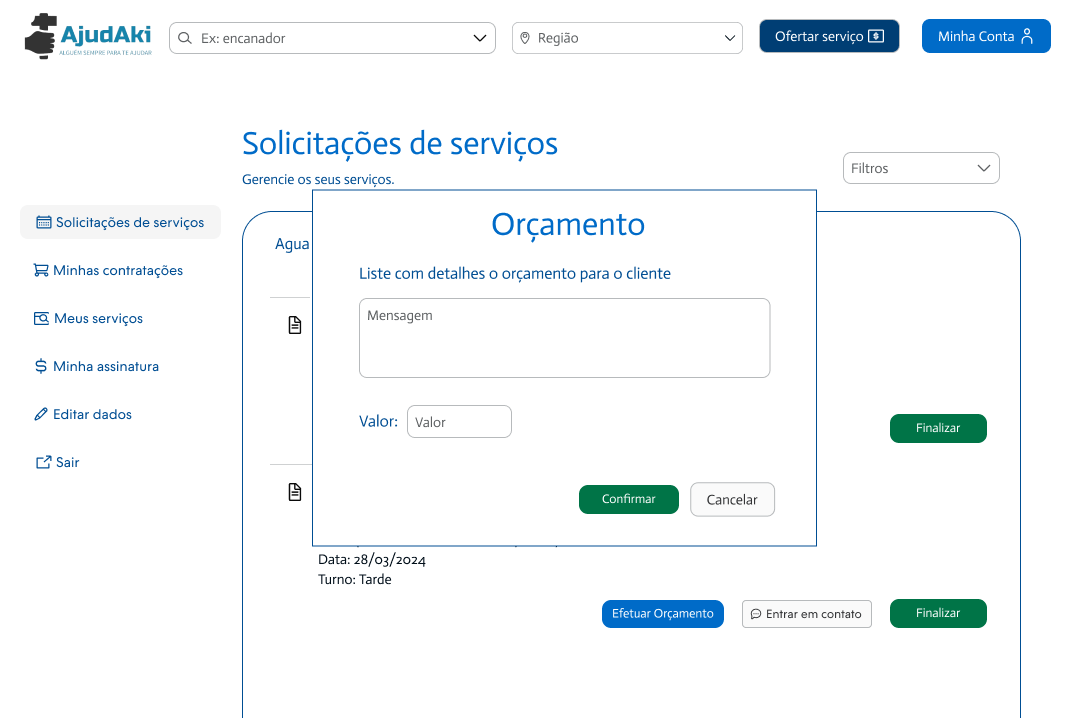 AjudAki
ALGUÉM SEMPRE PARA TE AJUDAR
Ex: encanador
Região
Ofertar serviço
Minha Conta
Solicitações de serviços
Gerencie os seus serviços.
Filtros
Solicitações de serviços
Minhas contratações
Meus serviços
Minha assinatura
Editar dados
Sair
Agua
Orçamento
Liste com detalhes o orçamento para o cliente
Mensagem
Valor:
Valor
Confirmar
Cancelar
Finalizar
Data: 28/03/2024
Turno: Tarde
Efetuar Orçamento
Entrar em contato
Finalizar